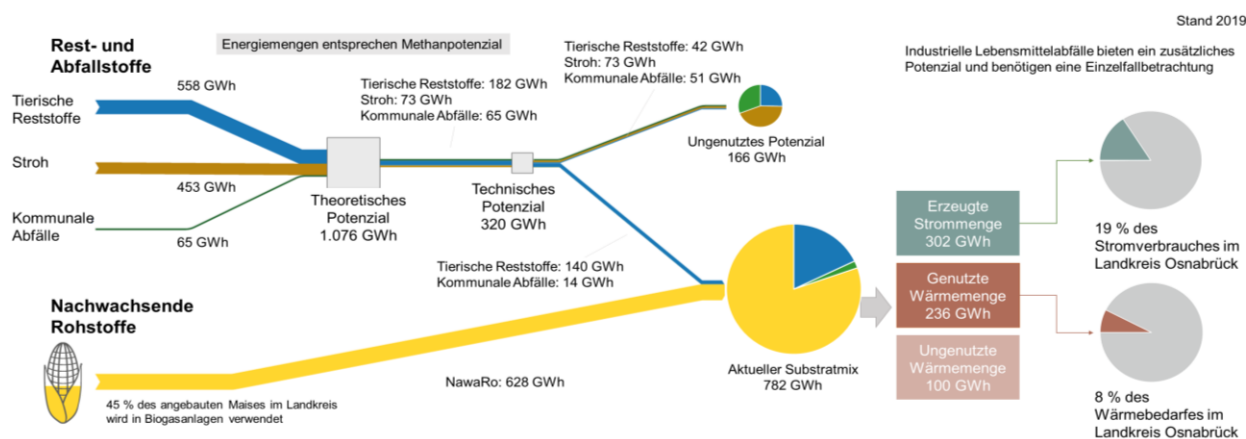 Stand 2019
Rest- und
Abfallstoffe
Energiemengen entsprechen Methanpotenzial
Tierische Reststoffe: 42 GWh
Stroh: 73 GWh
Kommunale Abfälle: 51 GWh
Industrielle Lebensmittelabfälle bieten ein zusätzliches
Potenzial und benötigen eine Einzelfallbetrachtung
558 GWh
Tierische
Reststoffe
Tierische Reststoffe: 182 GWh
Stroh: 73 GWh
Kommunale Abfälle: 65 GWh
Ungenutztes Potenzial
166 GWh
Stroh
453 GWh
Theoretisches
Potenzial
1.076 GWh
Technisches
Potenzial
320 GWh
Kommunale
Abfälle
65 GWh
Erzeugte
Strommenge
302 GWh
19 % des
Stromverbrauches im
Landkreis Osnabrück
Tierische Reststoffe: 140 GWh
Kommunale Abfälle: 14 GWh
Genutzte
Wärmemenge
236 GWh
Nachwachsende
Rohstoffe
NawaRo: 628 GWh
Aktueller Substratmix
782 GWh
Ungenutzte
Wärmemenge
100 GWh
45 % des angebauten Maises im Landkreis
wird in Biogasanlagen verwendet
8 % des
Wärmebedarfes im
Landkreis Osnabrück